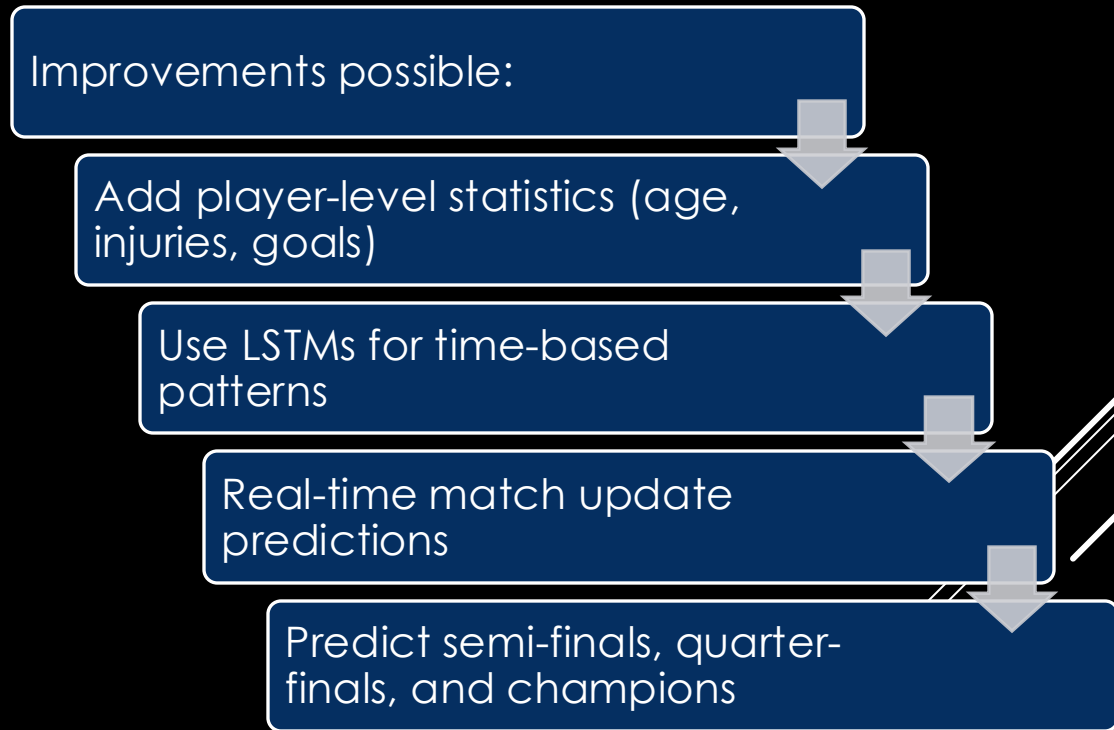 Improvements possible:
Add player-level statistics (age,
injuries, goals)
Use LSTMs for time-based
patterns
Real-time match update
predictions
Predict semi-finals, quarter-
finals, and champions